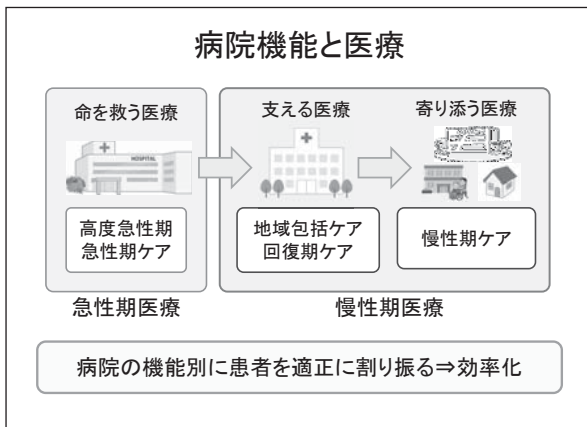 病院機能と医療
命を救う医療
支える医療
寄り添う医療
HOSPITAL
高度急性期
急性期ケア
地域包括ケア
回復期ケア
慢性期ケア
急性期医療
慢性期医療
病院の機能別に患者を適正に割り振る⇒効率化